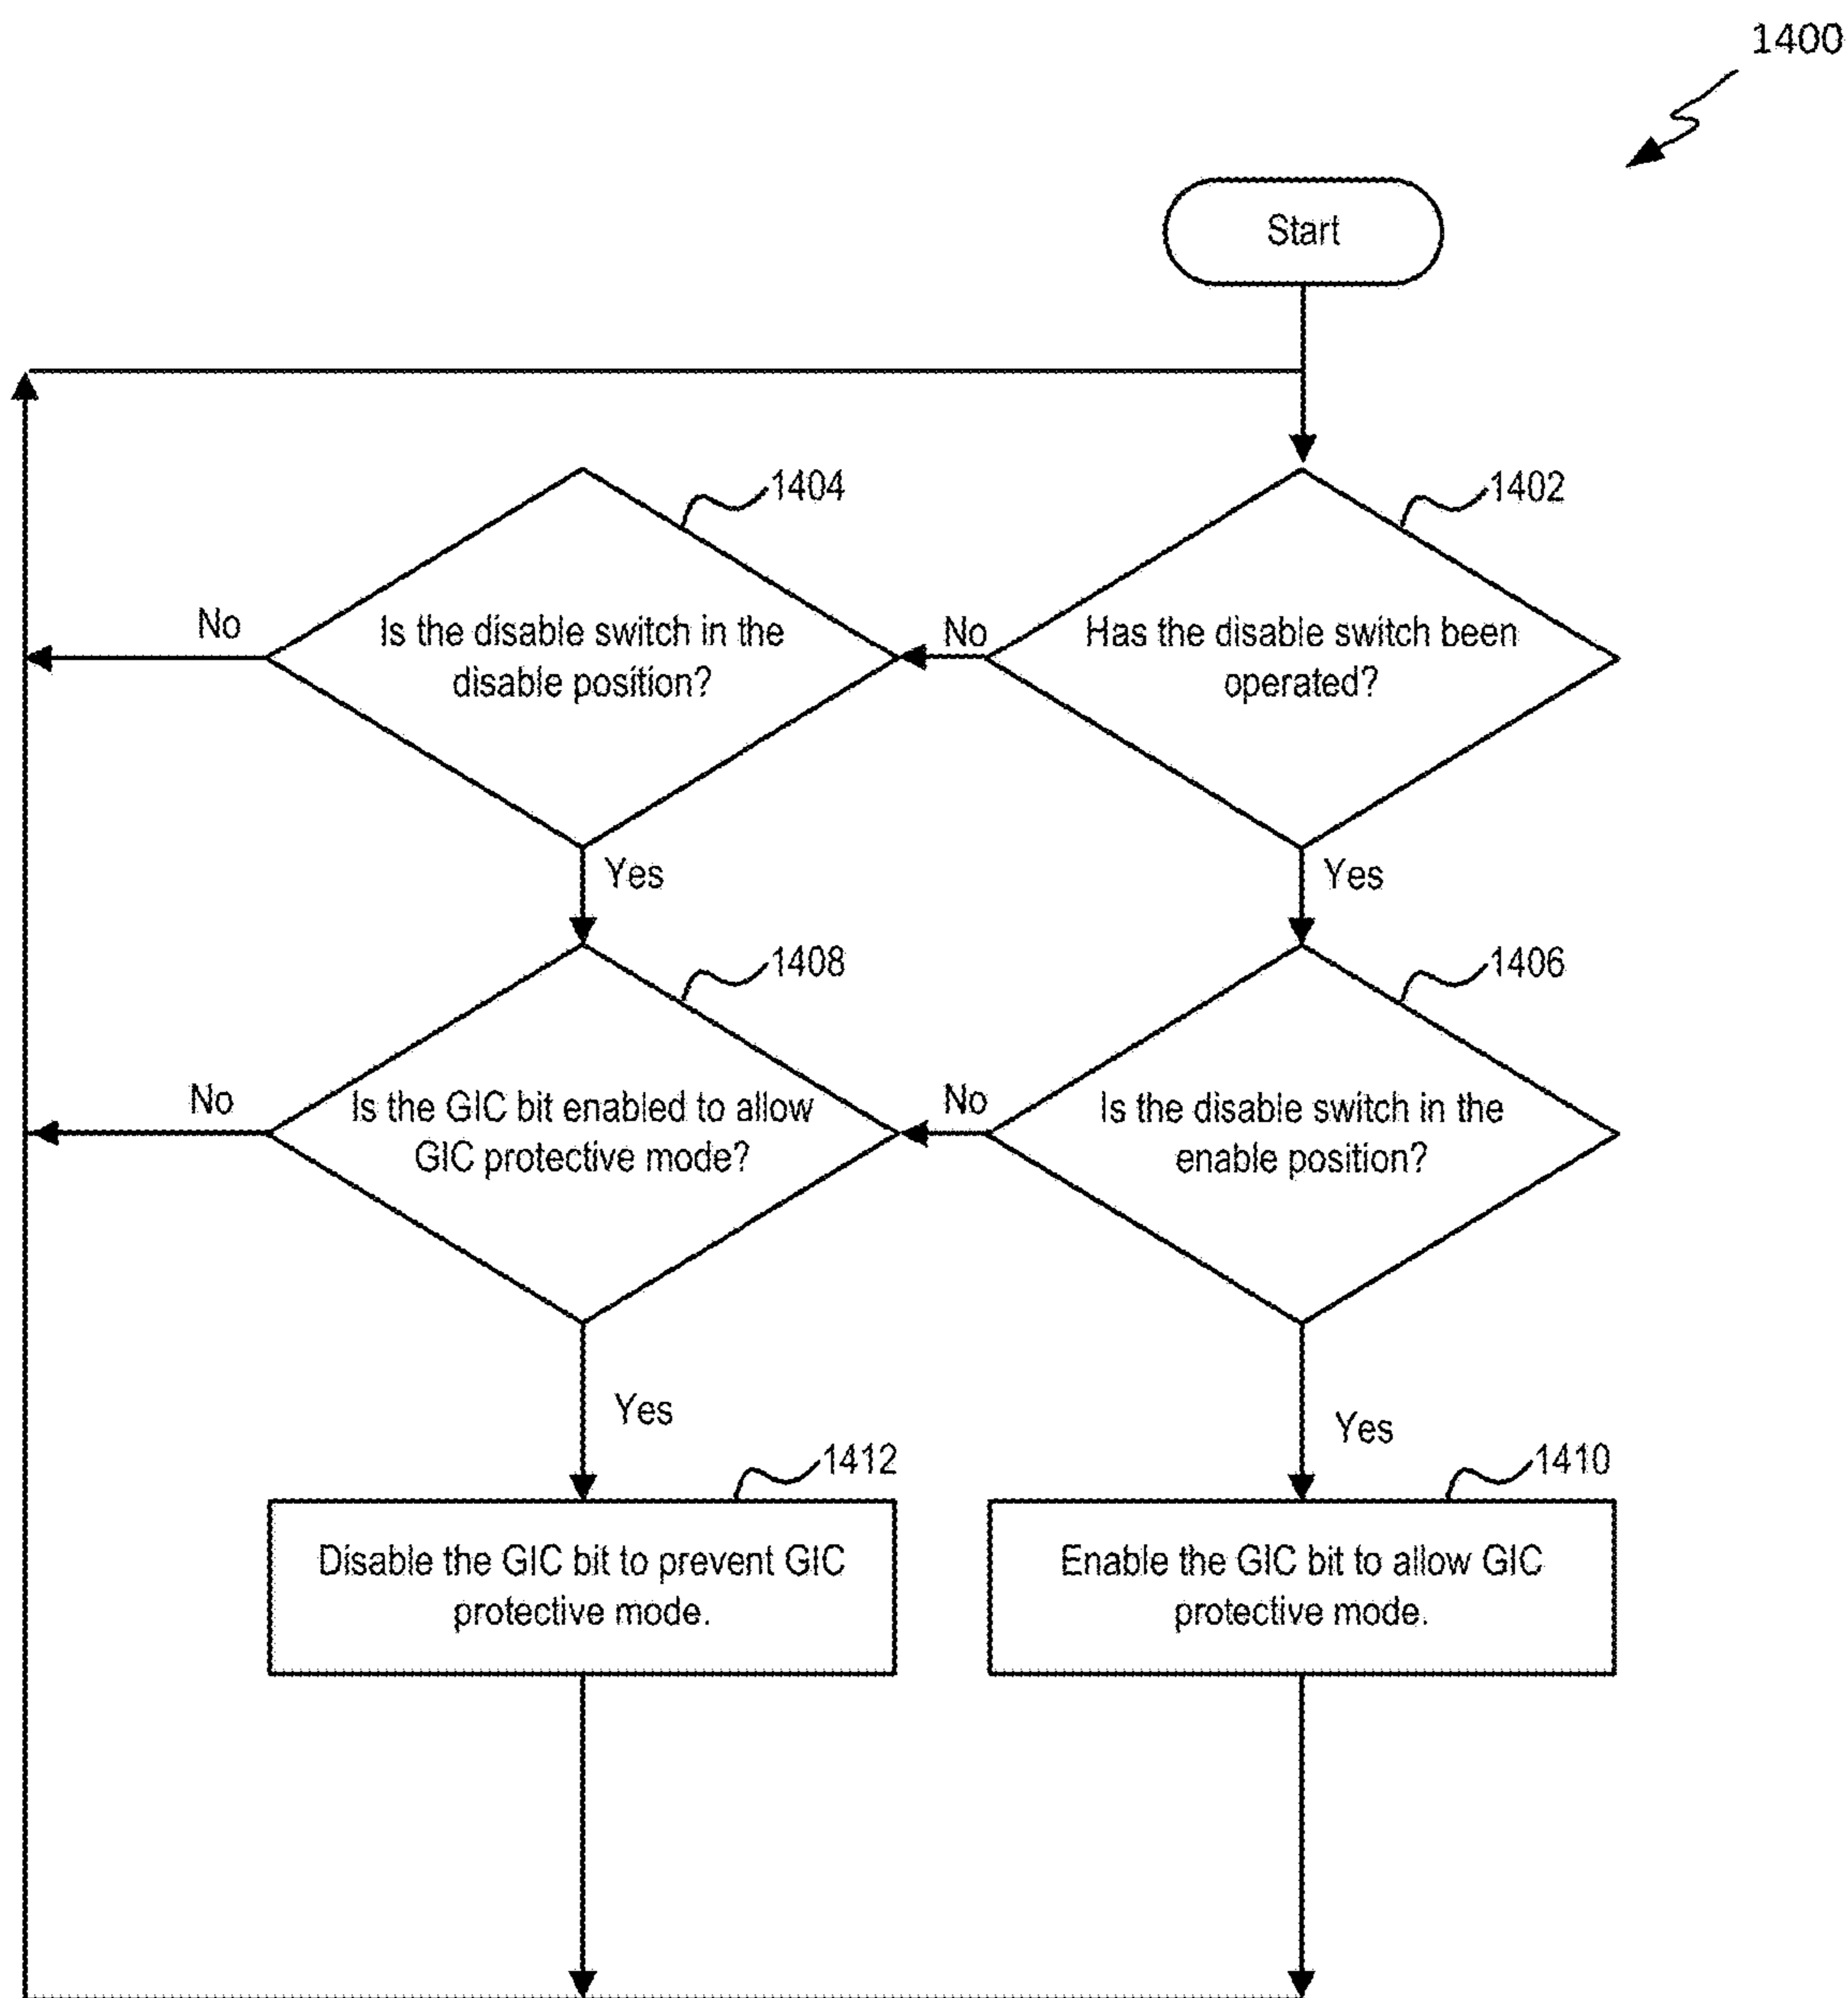 1400
Start
1404
1402
No
Is the disable switch in the
disable position?
No
Has the disable switch been
operated?
Yes
Yes
1408
1406
No
Is the GIC bit enabled to allow
GIC protective mode?
No
Is the disable switch in the
enable position?
Yes
Yes
1412
1410
Disable the GIC bit to prevent GIC
protective mode.
Enable the GIC bit to allow GIC
protective mode.